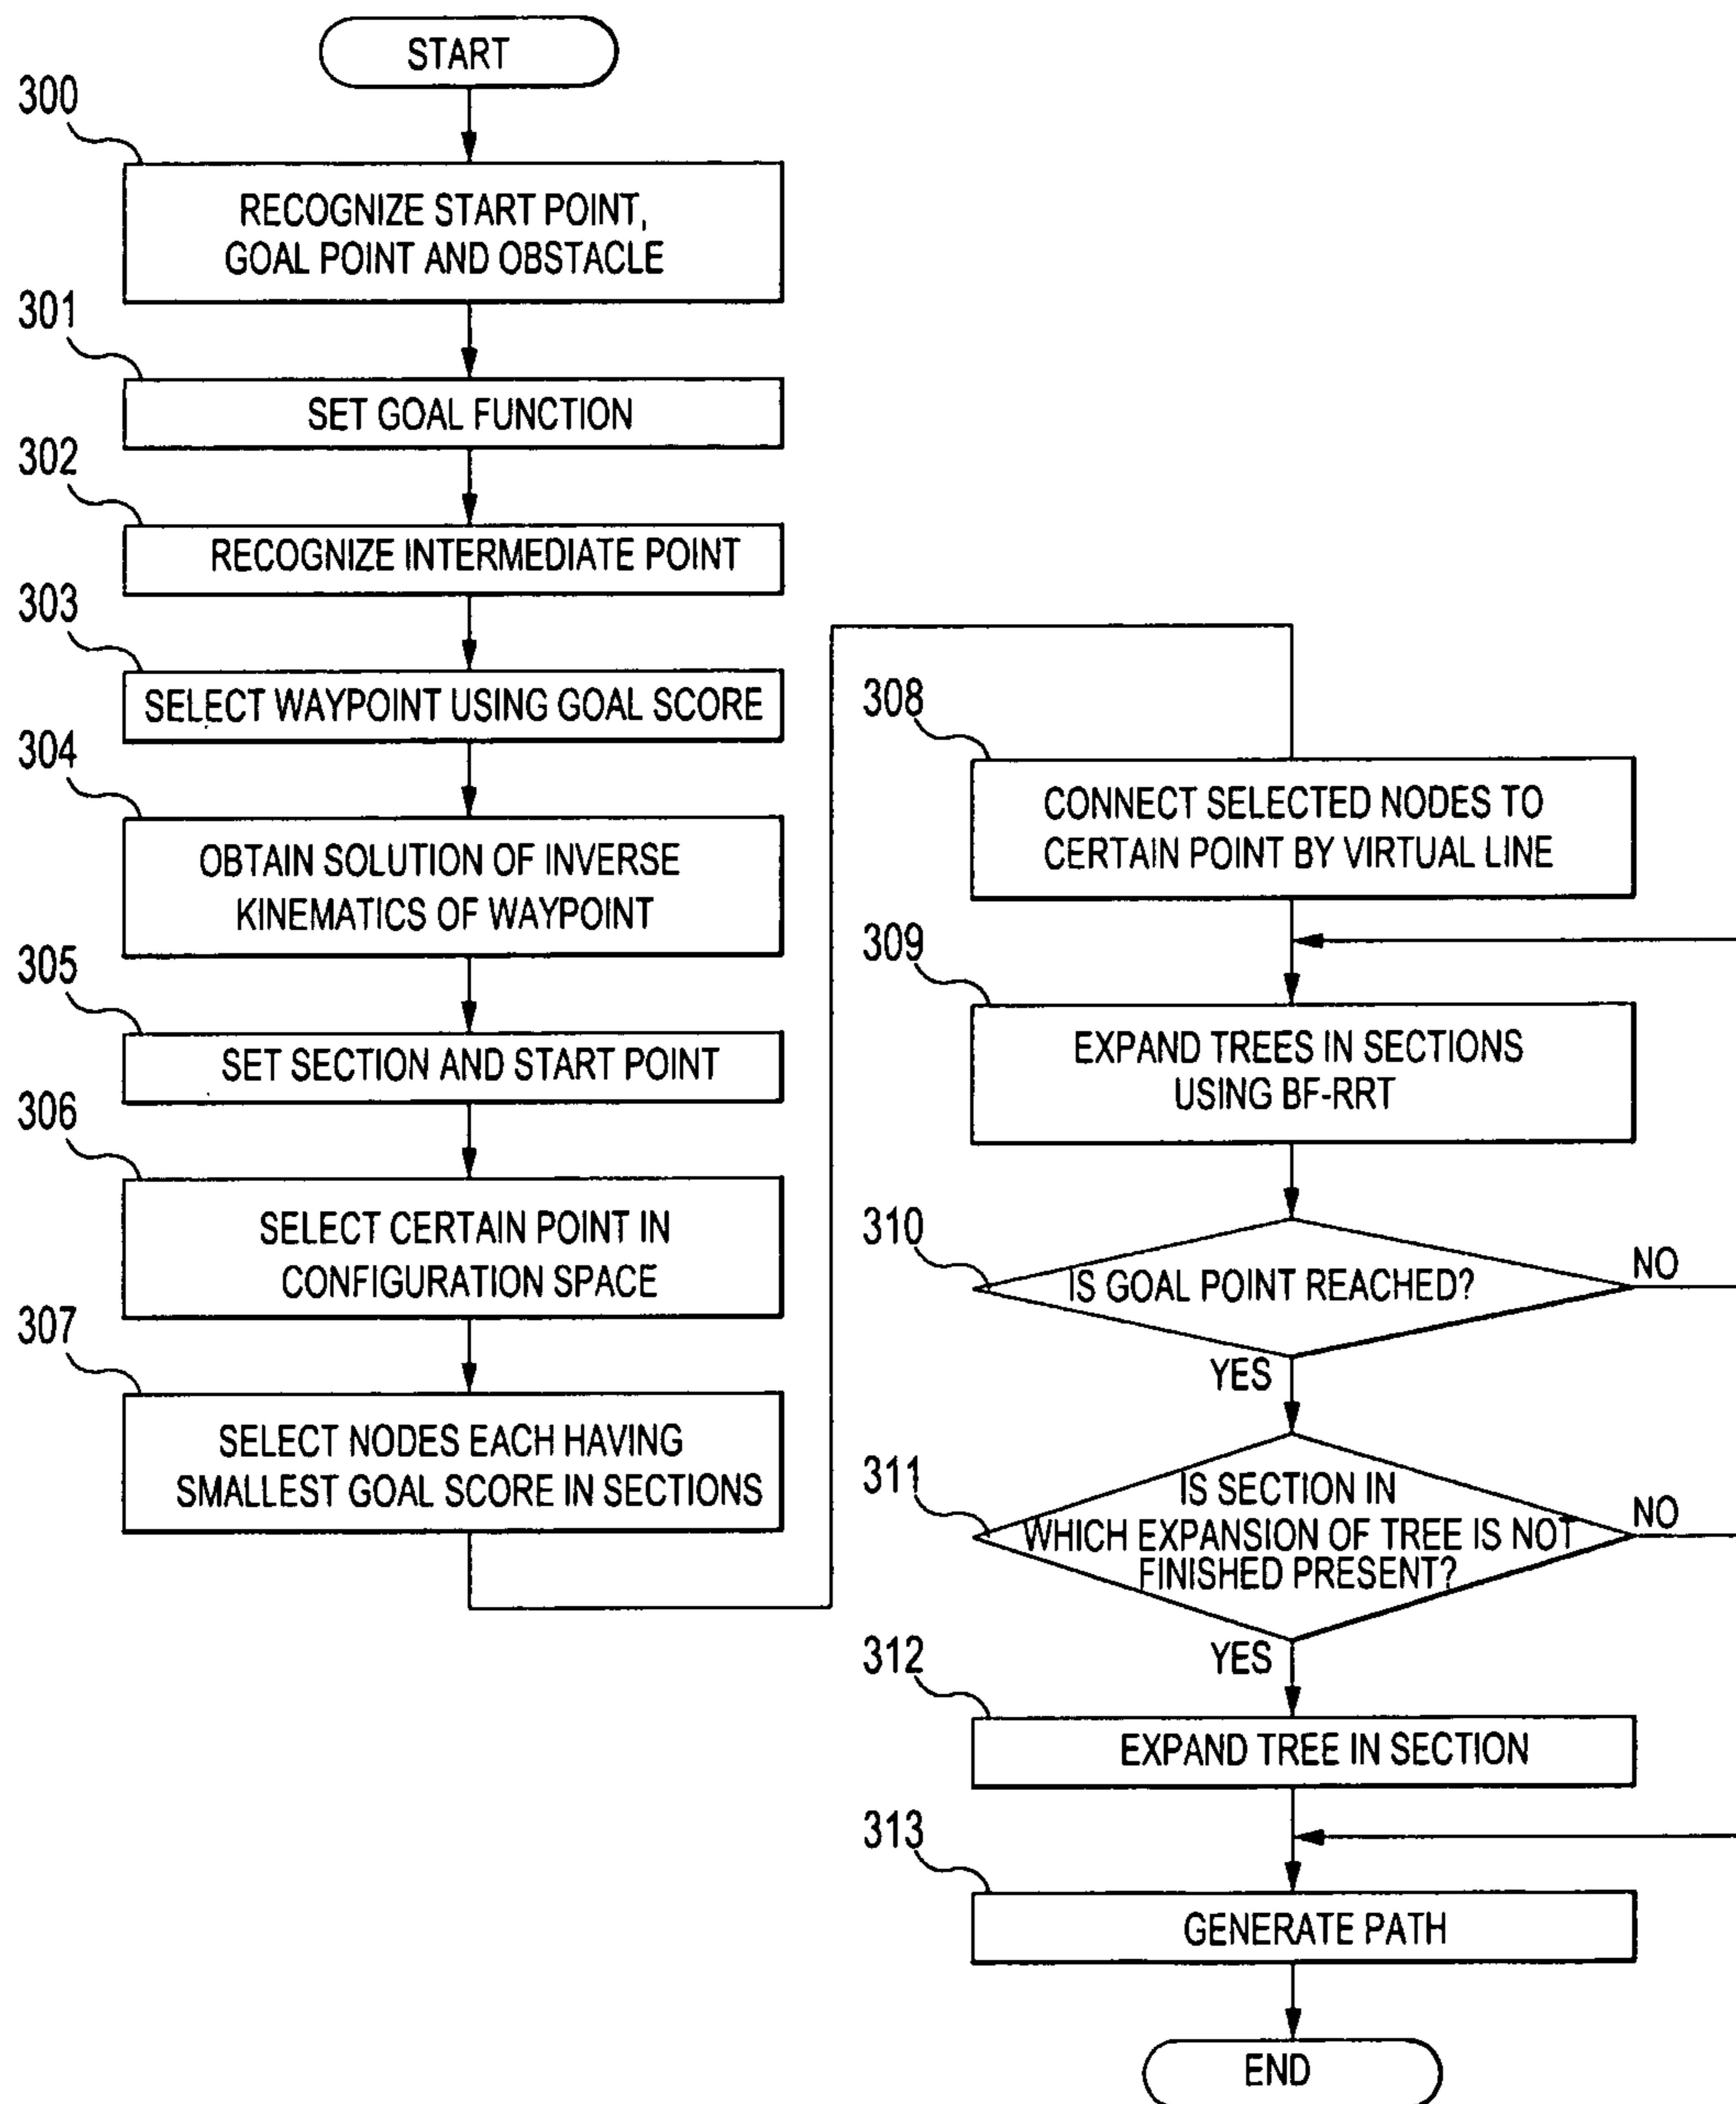 START
300
RECOGNIZE START POINT,
GOAL POINT AND OBSTACLE
301
SET GOAL FUNCTION
302
RECOGNIZE INTERMEDIATE POINT
303
SELECT WAYPOINT USING GOAL SCORE
304
OBTAIN SOLUTION OF INVERSE
KINEMATICS OF WAYPOINT
305
SET SECTION AND START POINT
306
SELECT CERTAIN POINT IN
CONFIGURATION SPACE
307
SELECT NODES EACH HAVING
SMALLEST GOAL SCORE IN SECTIONS
308
CONNECT SELECTED NODES TO
CERTAIN POINT BY VIRTUAL LINE
309
EXPAND TREES IN SECTIONS
USING BF-RRT
310
IS GOAL POINT REACHED?
NO
YES
311
IS SECTION IN
WHICH EXPANSION OF TREE IS NOT
FINISHED PRESENT?
NO
YES
312
EXPAND TREE IN SECTION
313
GENERATE PATH
END